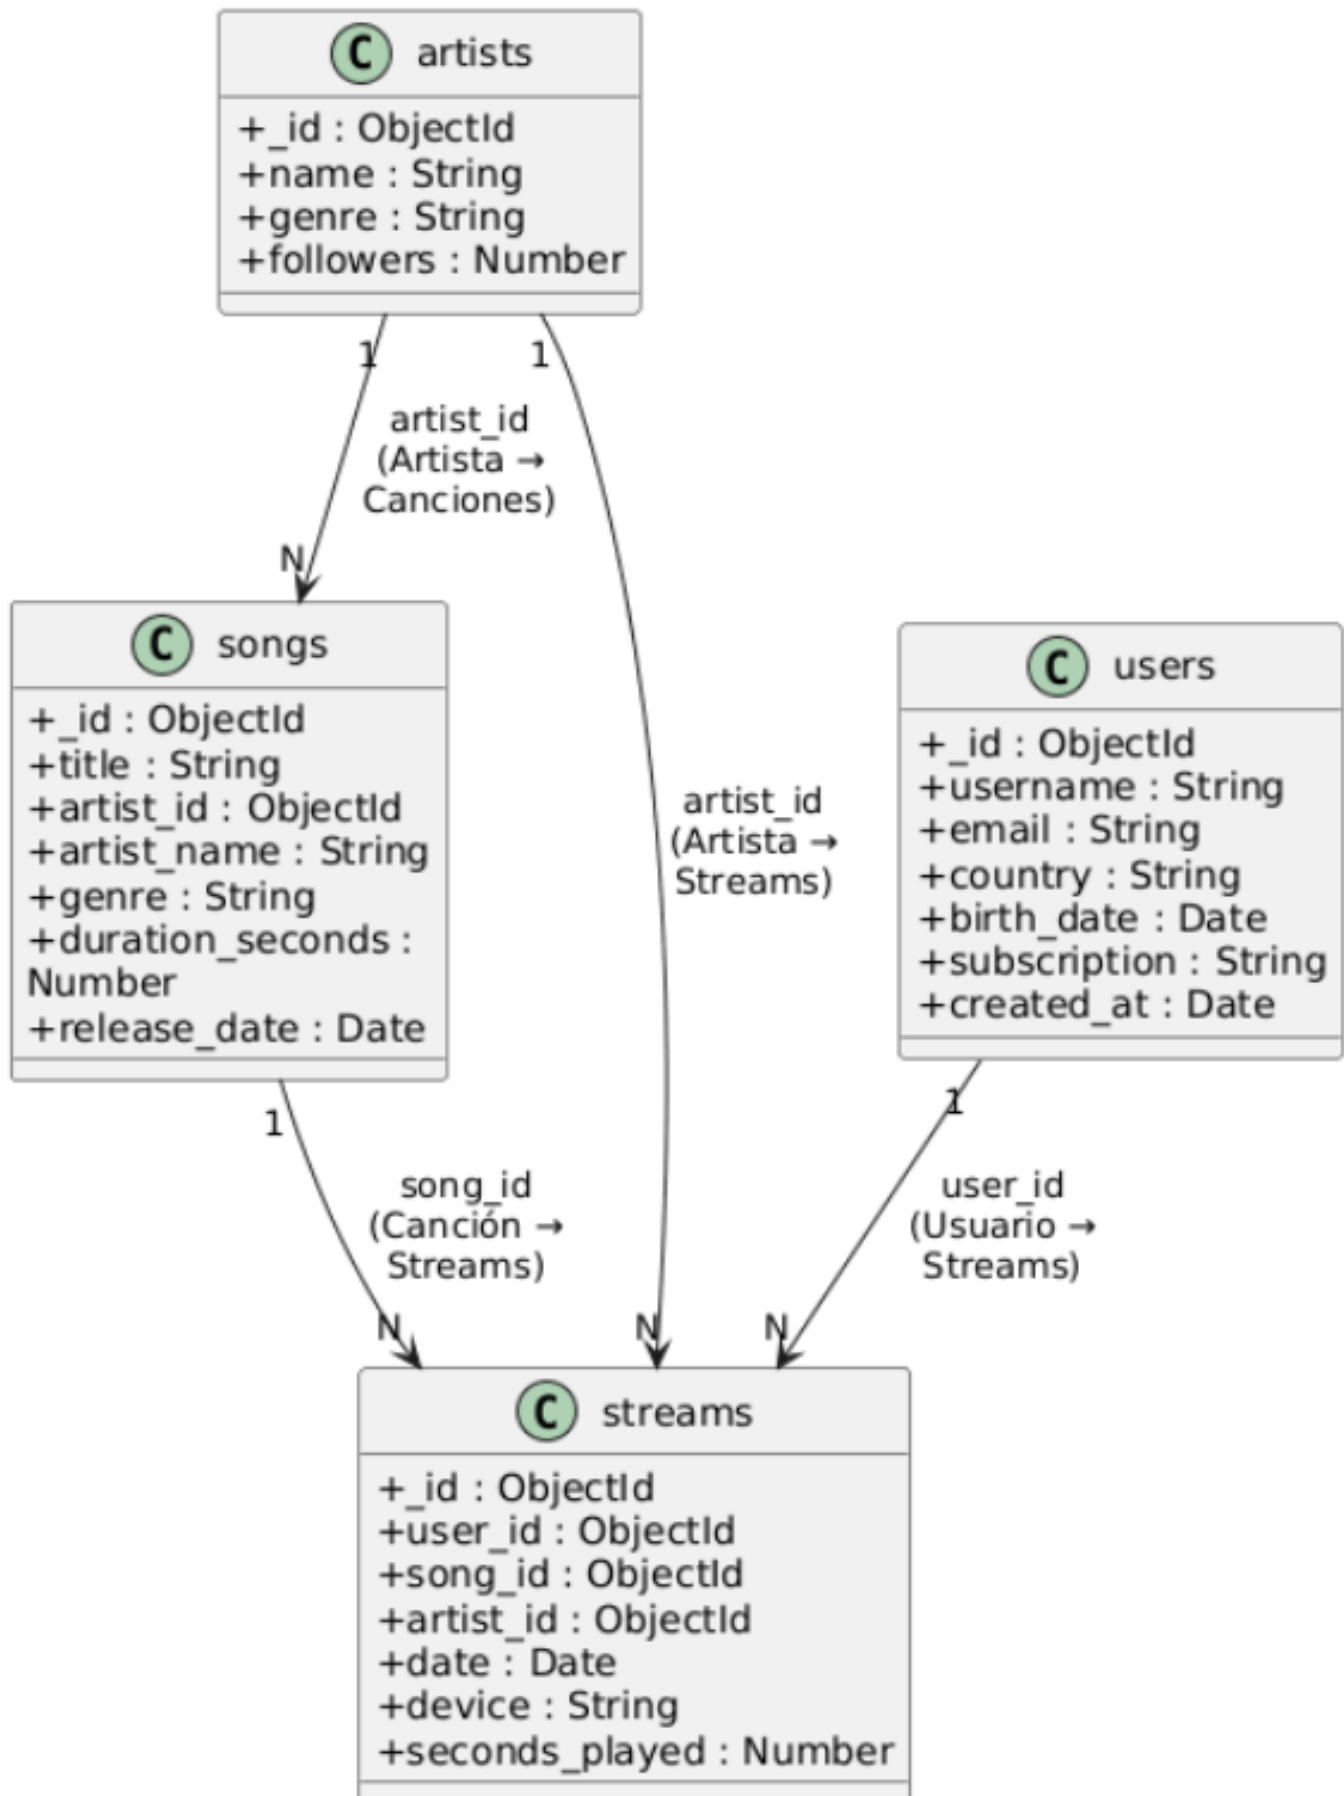 C artists
+_id : ObjectId
+name : String
+genre : String
+followers : Number
1
1
artist_id
(Artista →
Canciones)
N
C songs
+_id : ObjectId
+title : String
+artist_id : ObjectId
+artist_name : String
+genre : String
+duration_seconds :
Number
+release_date : Date
artist_id
(Artista →
Streams)
C users
+_id : ObjectId
+username : String
+email : String
+country : String
+birth_date : Date
+subscription : String
+created_at : Date
1
1
song_id
(Canción →
Streams)
user_id
(Usuario →
Streams)
N
N
N
C streams
+_id : ObjectId
+user_id : ObjectId
+song_id : ObjectId
+artist_id : ObjectId
+date : Date
+device : String
+seconds_played : Number